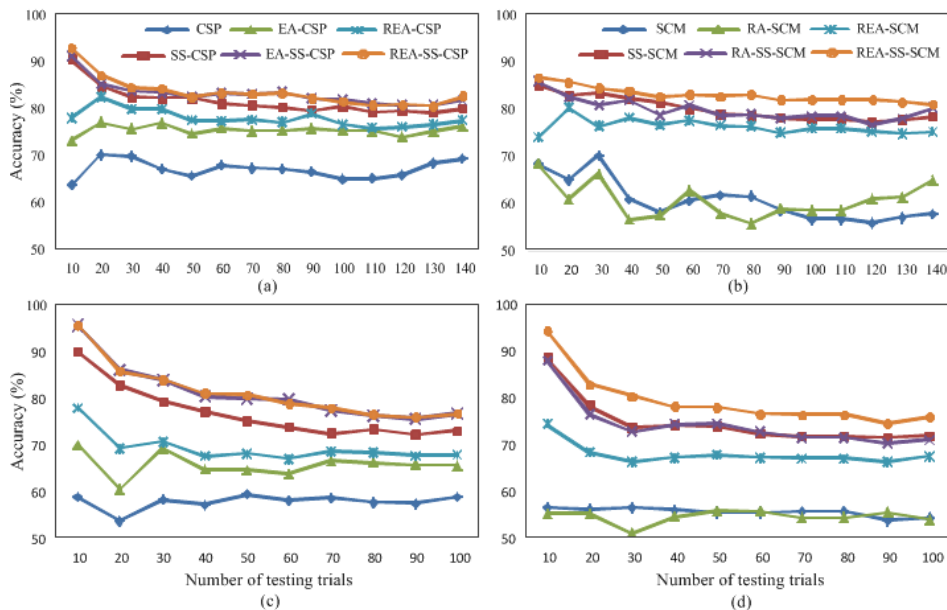 CSP EA-CSP REA-CSP
SS-CSP EA-SS-CSP REA-SS-CSP
Accuracy (%)
100
90
80
70
60
50
10 20 30 40 50 60 70 80 90 100 110 120 130 140
(a)
SCM RA-SCM REA-SCM
SS-SCM RA-SS-SCM REA-SS-SCM
100
90
80
70
60
50
10 20 30 40 50 60 70 80 90 100 110 120 130 140
(b)
Accuracy (%)
100
90
80
70
60
50
10 20 30 40 50 60 70 80 90 100
Number of testing trials
(c)
100
90
80
70
60
50
10 20 30 40 50 60 70 80 90 100
Number of testing trials
(d)